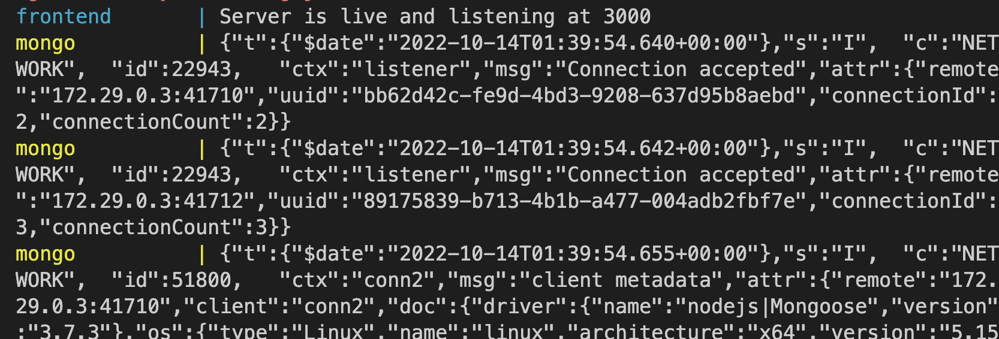 frontend | Server is live and listening at 3000
mongo | {"t":{"$date":"2022-10-14T01:39:54.640+00:00"},"s":"I", "c":"NET
WORK", "id":22943, "ctx":"listener","msg":"Connection accepted","attr":{"remote
":"172.29.0.3:41710","uuid":"bb62d42c-fe9d-4bd3-9208-637d95b8aebd","connectionId":
2,"connectionCount":2}}
mongo | {"t":{"$date":"2022-10-14T01:39:54.642+00:00"},"s":"I", "c":"NET
WORK", "id":22943, "ctx":"listener","msg":"Connection accepted","attr":{"remote
":"172.29.0.3:41712","uuid":"89175839-b713-4b1b-a477-004adb2fbf7e","connectionId":
3,"connectionCount":3}}
mongo | {"t":{"$date":"2022-10-14T01:39:54.655+00:00"},"s":"I", "c":"NET
WORK", "id":51800, "ctx":"conn2","msg":"client metadata","attr":{"remote":"172.
29.0.3:41710","client":"conn2","doc":{"driver":{"name":"nodejs|Mongoose","version"
:"3.7.3"},"os":{"type":"Linux","name":"linux","architecture":"x64","version":"5.15